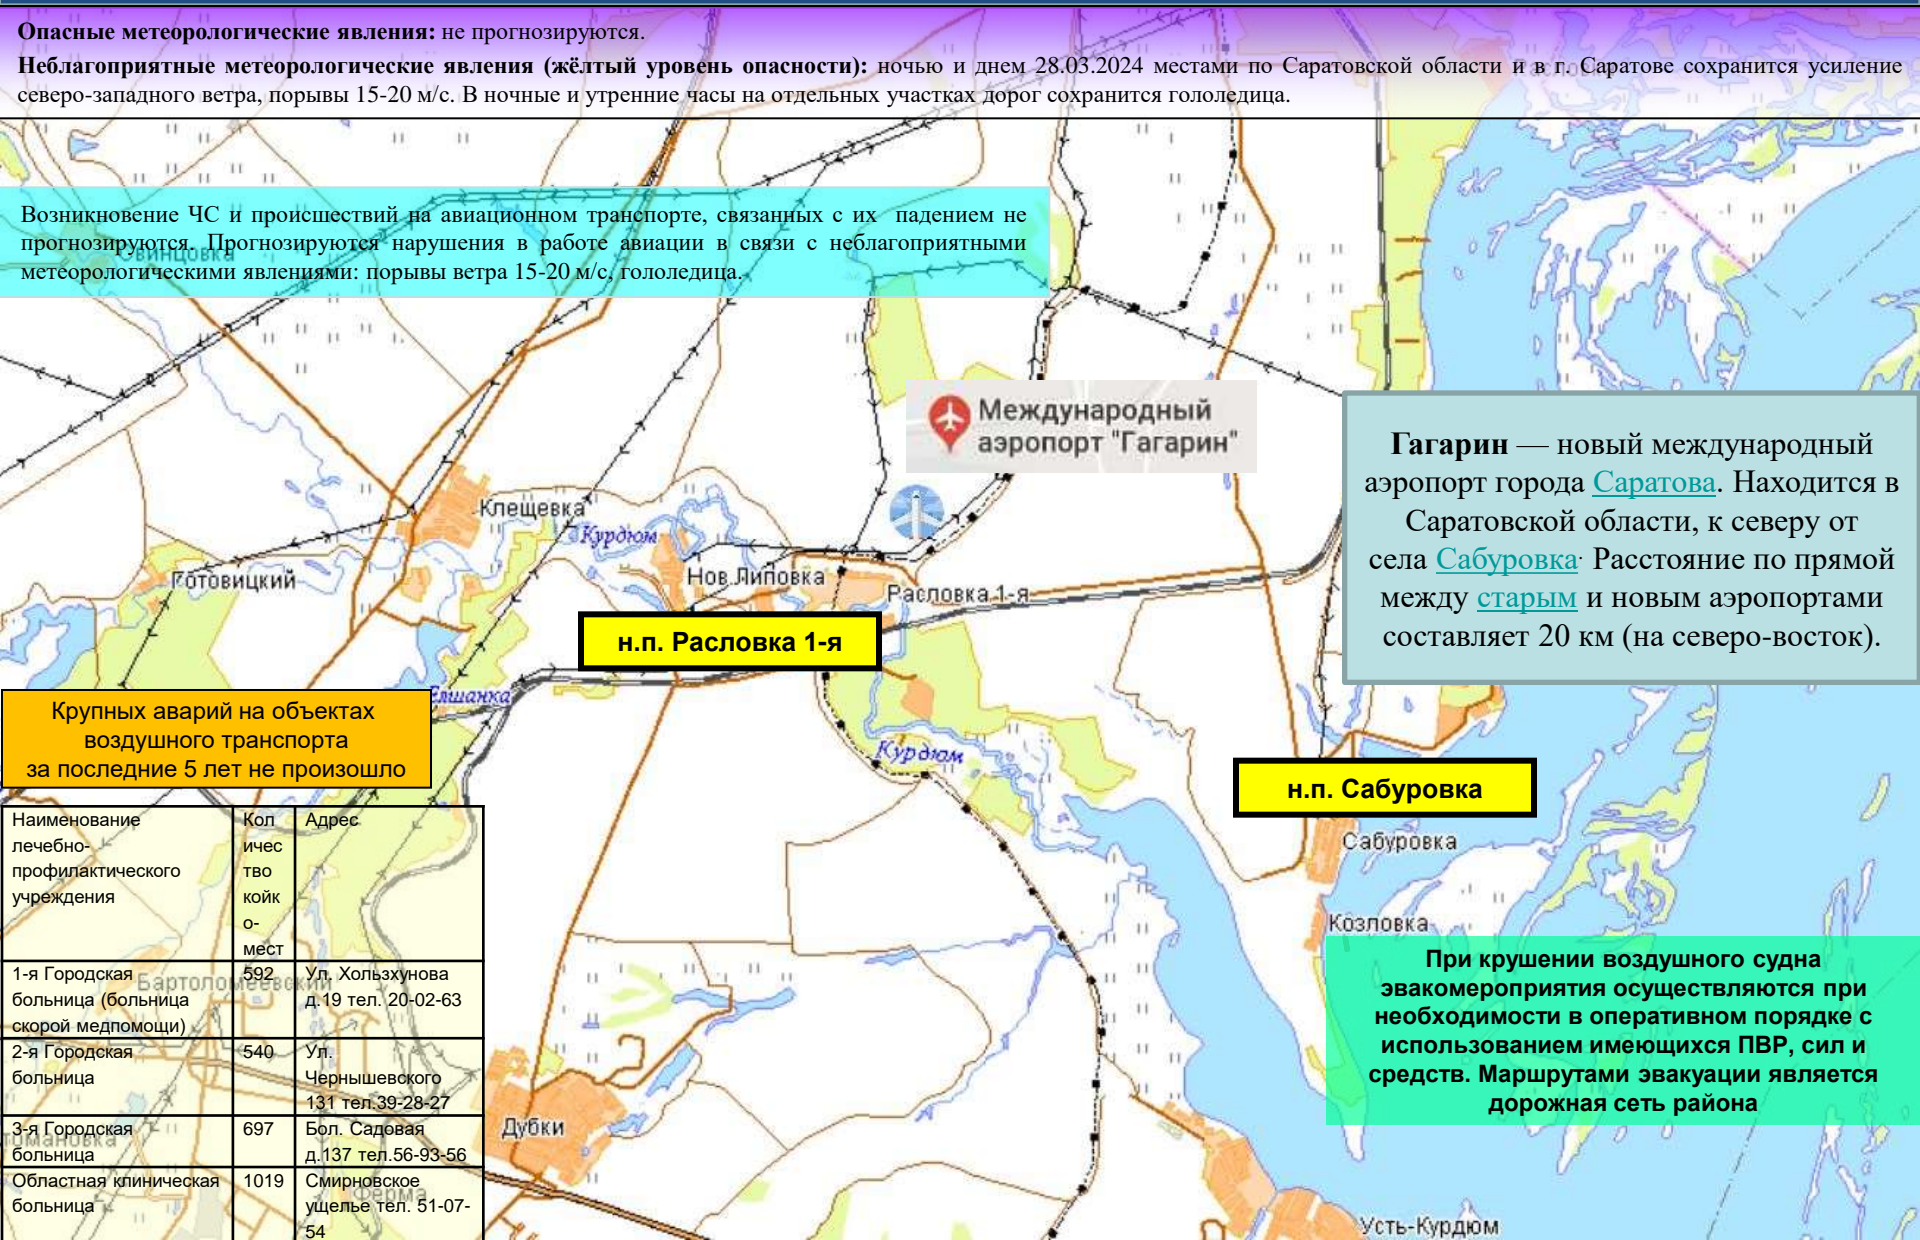 Опасные метеорологические явления: не прогнозируются.
Неблагоприятные метеорологические явления (жёлтый уровень опасности): ночью и днем 28.03.2024 местами по Саратовской области и в г. Саратове сохранится усиление
северо-западного ветра, порывы 15-20 м/с. В ночные и утренние часы на отдельных участках дорог сохранится гололедица.
Возникновение ЧС и происшествий на авиационном транспорте, связанных с их падением не
прогнозируются. Прогнозируются нарушения в работе авиации в связи с неблагоприятными
метеорологическими явлениями: порывы ветра 15-20 м/с, гололедица.
Международный
аэропорт "Гагарин"
Гагарин — новый международный
аэропорт города Саратова. Находится в
Саратовской области, к северу от
села Сабуровка. Расстояние по прямой
между старым и новым аэропортами
составляет 20 км (на северо-восток).
Клещевка
Курдюм
Готовицкий
Нов.Липовка
Расловка 1-я
н.п. Расловка 1-я
Елшанка
Крупных аварий на объектах
воздушного транспорта
за последние 5 лет не произошло
Курдюм
н.п. Сабуровка
Сабуровка
Козловка
Наименование
лечебно-
профилактического
учреждения
Кол
ичес
тво
койк
о-
мест
Адрес
1-я Городская
больница (больница
скорой медпомощи)
592
Ул. Хользхунова
д.19 тел. 20-02-63
Бартоломеевский
2-я Городская
больница
540
Ул.
Чернышевского
131 тел.39-28-27
3-я Городская
больница
697
Бол. Садовая
д.137 тел.56-93-56
Областная клиническая
больница
1019
Смирновское
ущелье тел. 51-07-
54
Ферма
Дубки
При крушении воздушного судна
эвакомероприятия осуществляются при
необходимости в оперативном порядке с
использованием имеющихся ПВР, сил и
средств. Маршрутами эвакуации является
дорожная сеть района
Усть-Курдюм